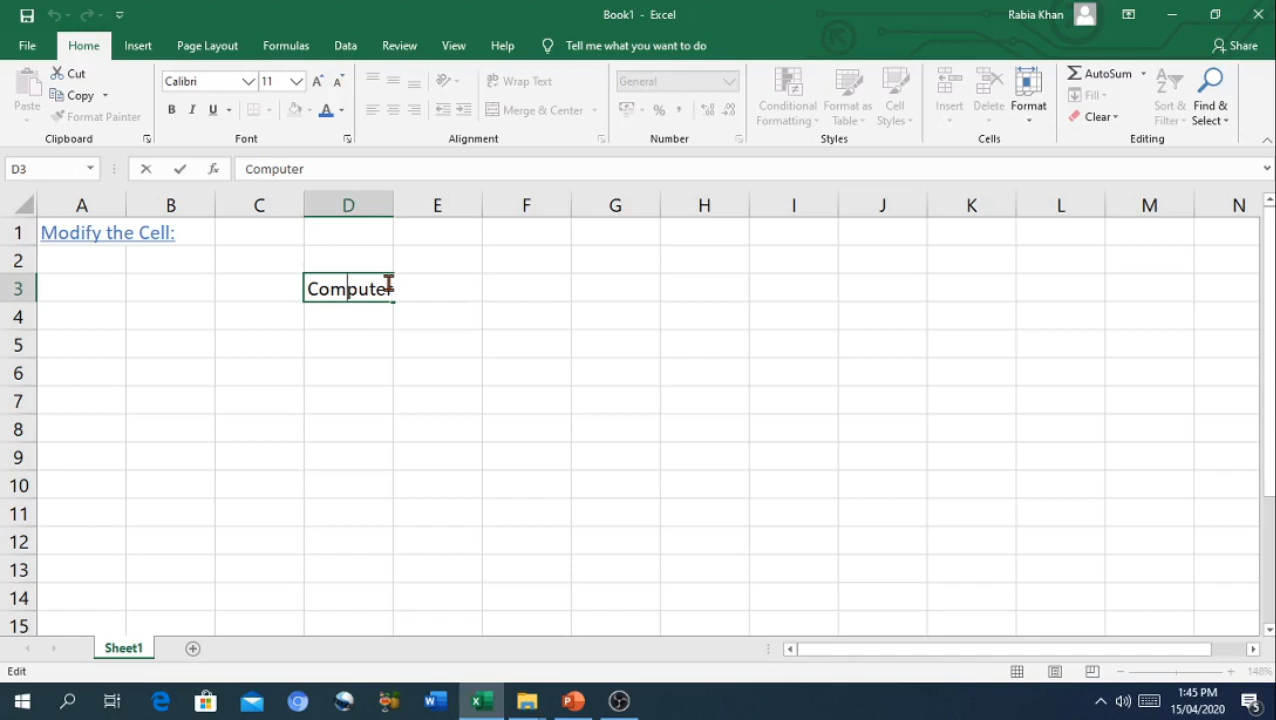 Book1 - Excel
Rabia Khan
File Home Insert Page Layout Formulas Data Review View Help Tell me what you want to do Share
Paste
Cut
Copy
Format Painter
Clipboard
Calibri 11
B I U
Font
Wrap Text
Merge & Center
Alignment
General
%
Number
Conditional Formatting
Format as Table
Cell Styles
Styles
Insert Delete Format
Cells
AutoSum
Fill
Clear
Sort & Filter
Find & Select
Editing
D3 fx Computer
A B C D E F G H I J K L M N
1 Modify the Cell:
2
3 Computer
4
5
6
7
8
9
10
11
12
13
14
15
Sheet1
Edit 148%
1:45 PM
15/04/2020
5